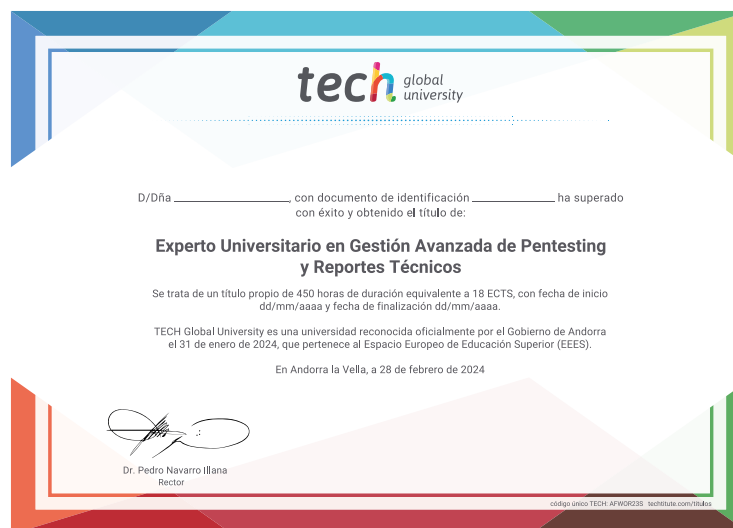 tech global
university
D/Dña ____________________, con documento de identificación ______________ ha superado
con éxito y obtenido el título de:
Experto Universitario en Gestión Avanzada de Pentesting
y Reportes Técnicos
Se trata de un título propio de 450 horas de duración equivalente a 18 ECTS, con fecha de inicio
dd/mm/aaaa y fecha de finalización dd/mm/aaaa.
TECH Global University es una universidad reconocida oficialmente por el Gobierno de Andorra
el 31 de enero de 2024, que pertenece al Espacio Europeo de Educación Superior (EEES).
En Andorra la Vella, a 28 de febrero de 2024
Dr. Pedro Navarro Illana
Rector
código único TECH: AFWOR23S techtitute.com/titulos